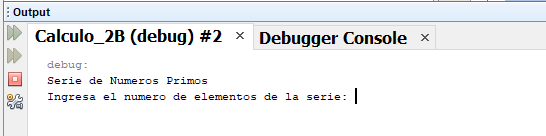 Output
Calculo_2B (debug) #2 × Debugger Console ×
debug:
Serie de Numeros Primos
Ingresa el numero de elementos de la serie: